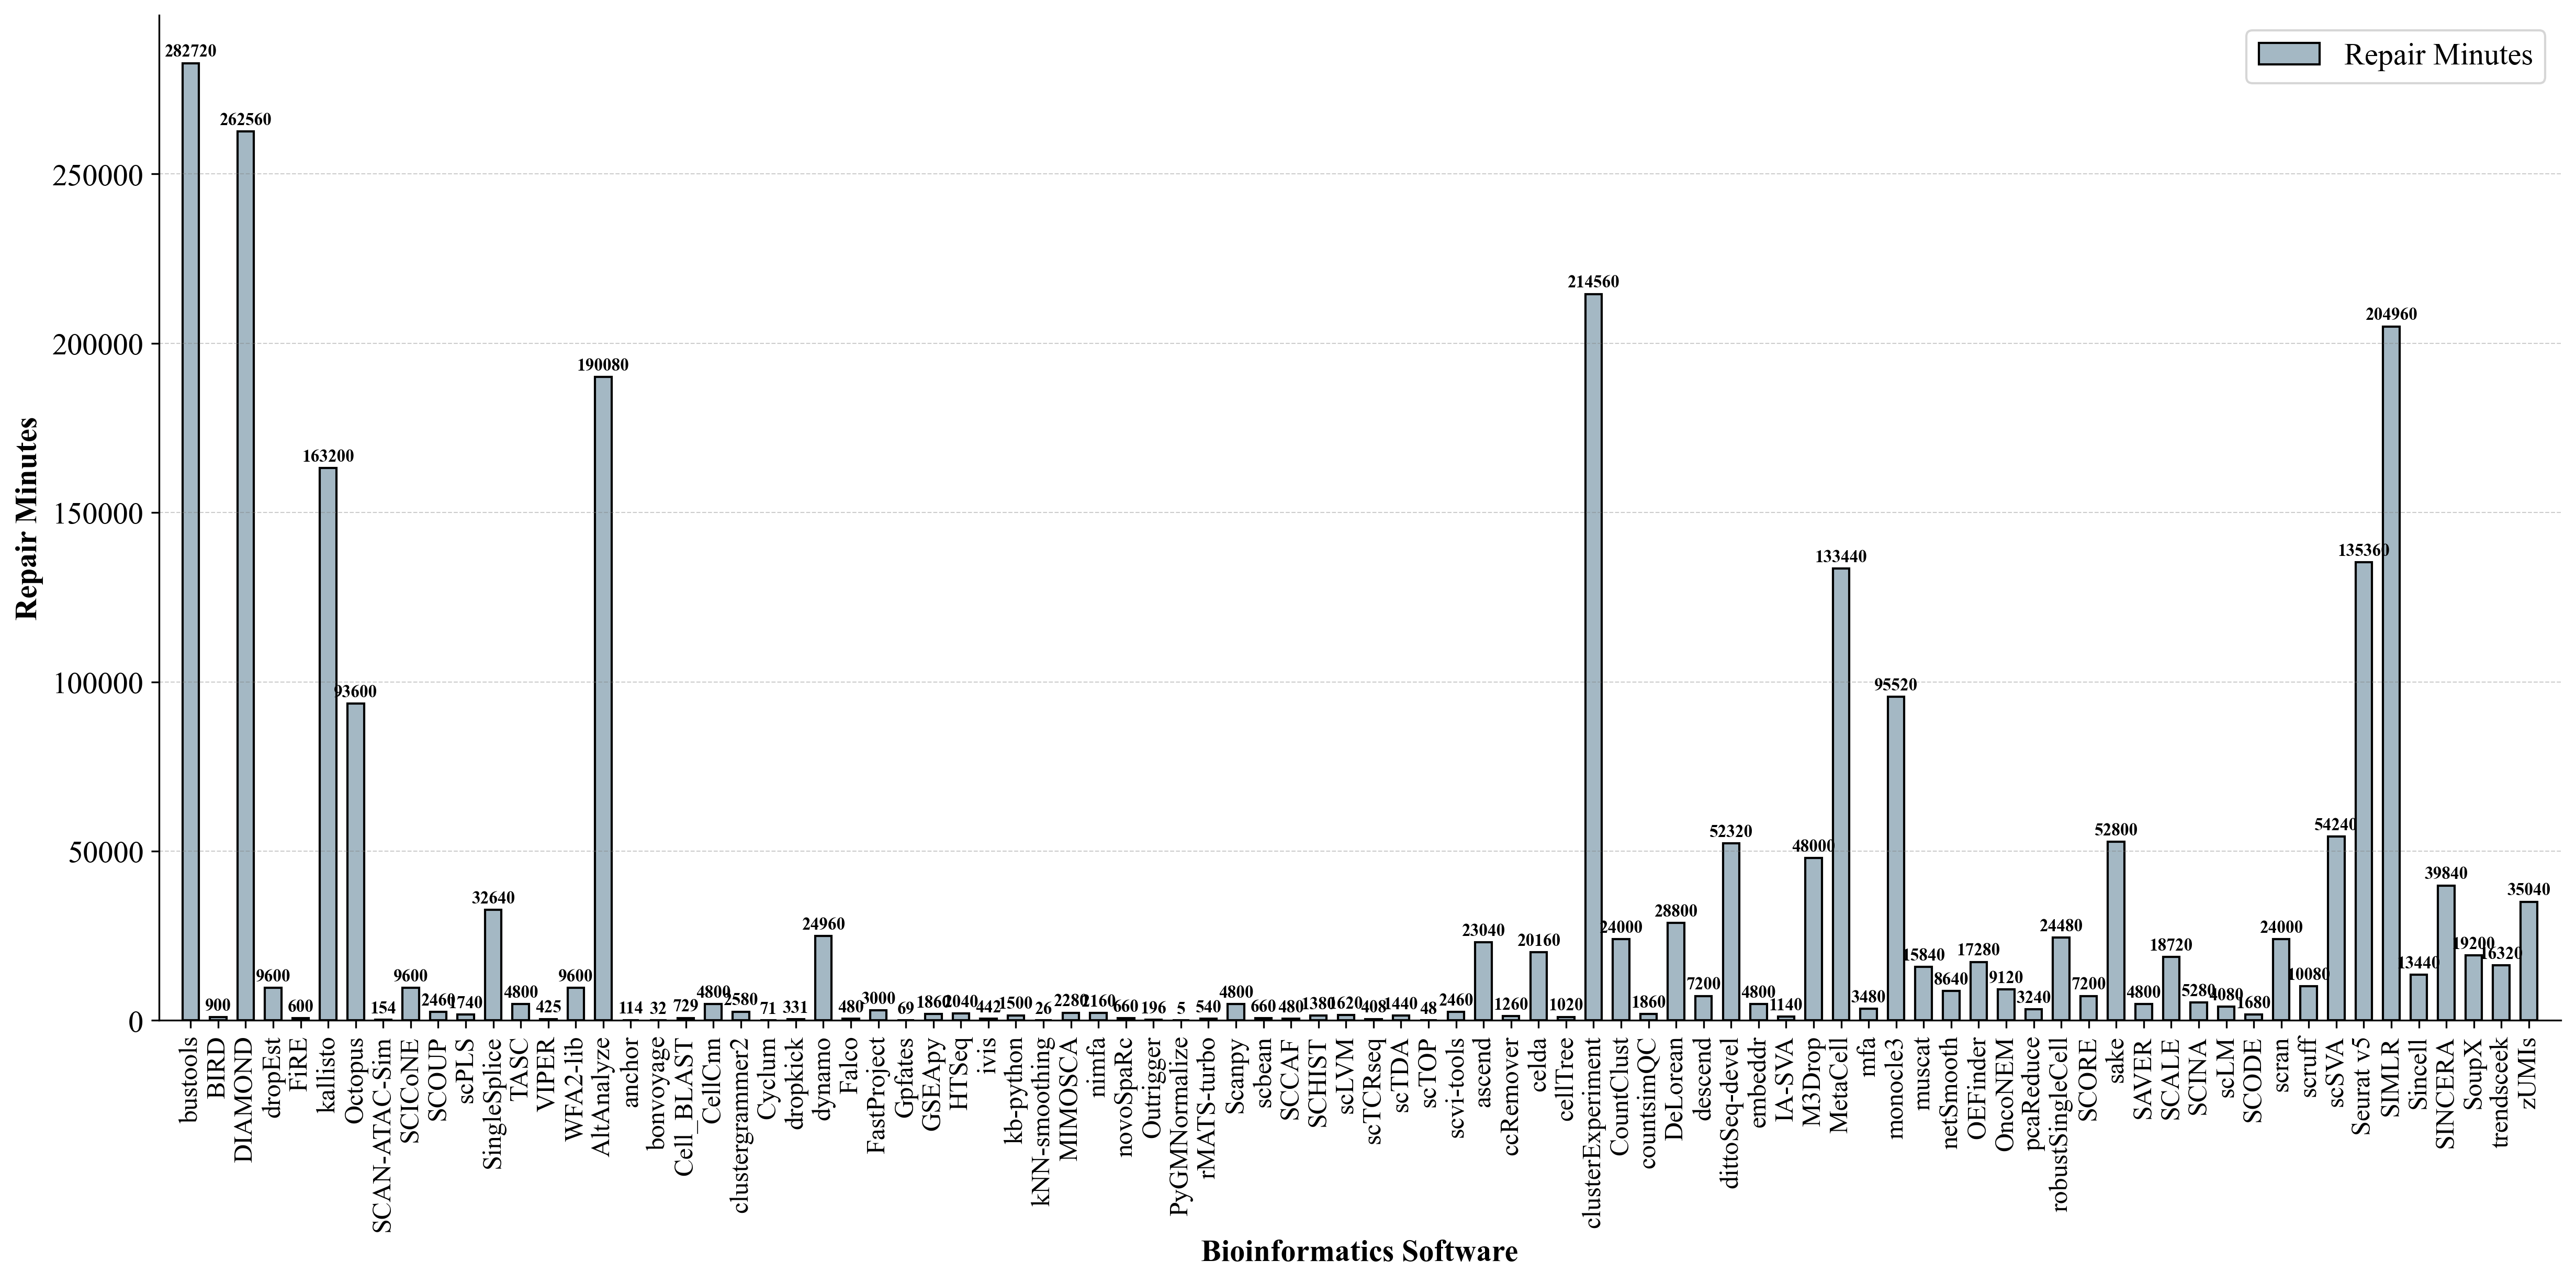 Repair Minutes
Repair Minutes
250000
200000
150000
100000
50000
0
282720
900
262560
9600
600
163200
93600
154
9600
2460
1740
32640
4800
425
9600
190080
114
32
729
4800
2580
71
331
24960
480
3000
69
1860
2040
442
1500
26
2280
2160
660
196
5
540
4800
660
480
1380
1620
408
1440
48
2460
23040
1260
20160
1020
214560
24000
1860
28800
7200
52320
4800
1140
48000
133440
3480
95520
15840
8640
17280
9120
3240
24480
7200
52800
4800
18720
5280
4080
1680
24000
10080
54240
135360
204960
13440
39840
19200
16320
35040
bustools
BIRD
DIAMOND
dropEst
FiRE
kallisto
Octopus
SCAN-ATAC-Sim
SCICoNE
SCOUP
scPLS
SingleSplice
TASC
VIPER
WFA2-lib
AltAnalyze
anchor
bonvoyage
Cell_BLAST
CellCnn
clustergrammer2
Cyclum
dropkick
dynamo
Falco
FastProject
Gpfates
GSEApy
HTSeq
ivis
kb-python
kNN-smoothing
MIMOSCA
nimfa
novoSpaRc
Outrigger
PyGMNormalize
rMATS-turbo
Scanpy
scbean
SCCAF
SCHIST
scLVM
scTCRseq
scTDA
scTOP
scvi-tools
ascend
ccRemover
celda
cellTree
clusterExperiment
CountClust
countsimQC
DeLorean
descend
dittoSeq-devel
embeddr
IA-SVA
M3Drop
MetaCell
mfa
monocle3
muscat
netSmooth
OEFinder
OncoNEM
pcaReduce
robustSingleCell
SCORE
sake
SAVER
SCALE
SCINA
scLM
SCODE
scran
scruff
scSVA
Seurat v5
SIMLR
Sincell
SINCERA
SoupX
trendsceek
zUMIs
Bioinformatics Software